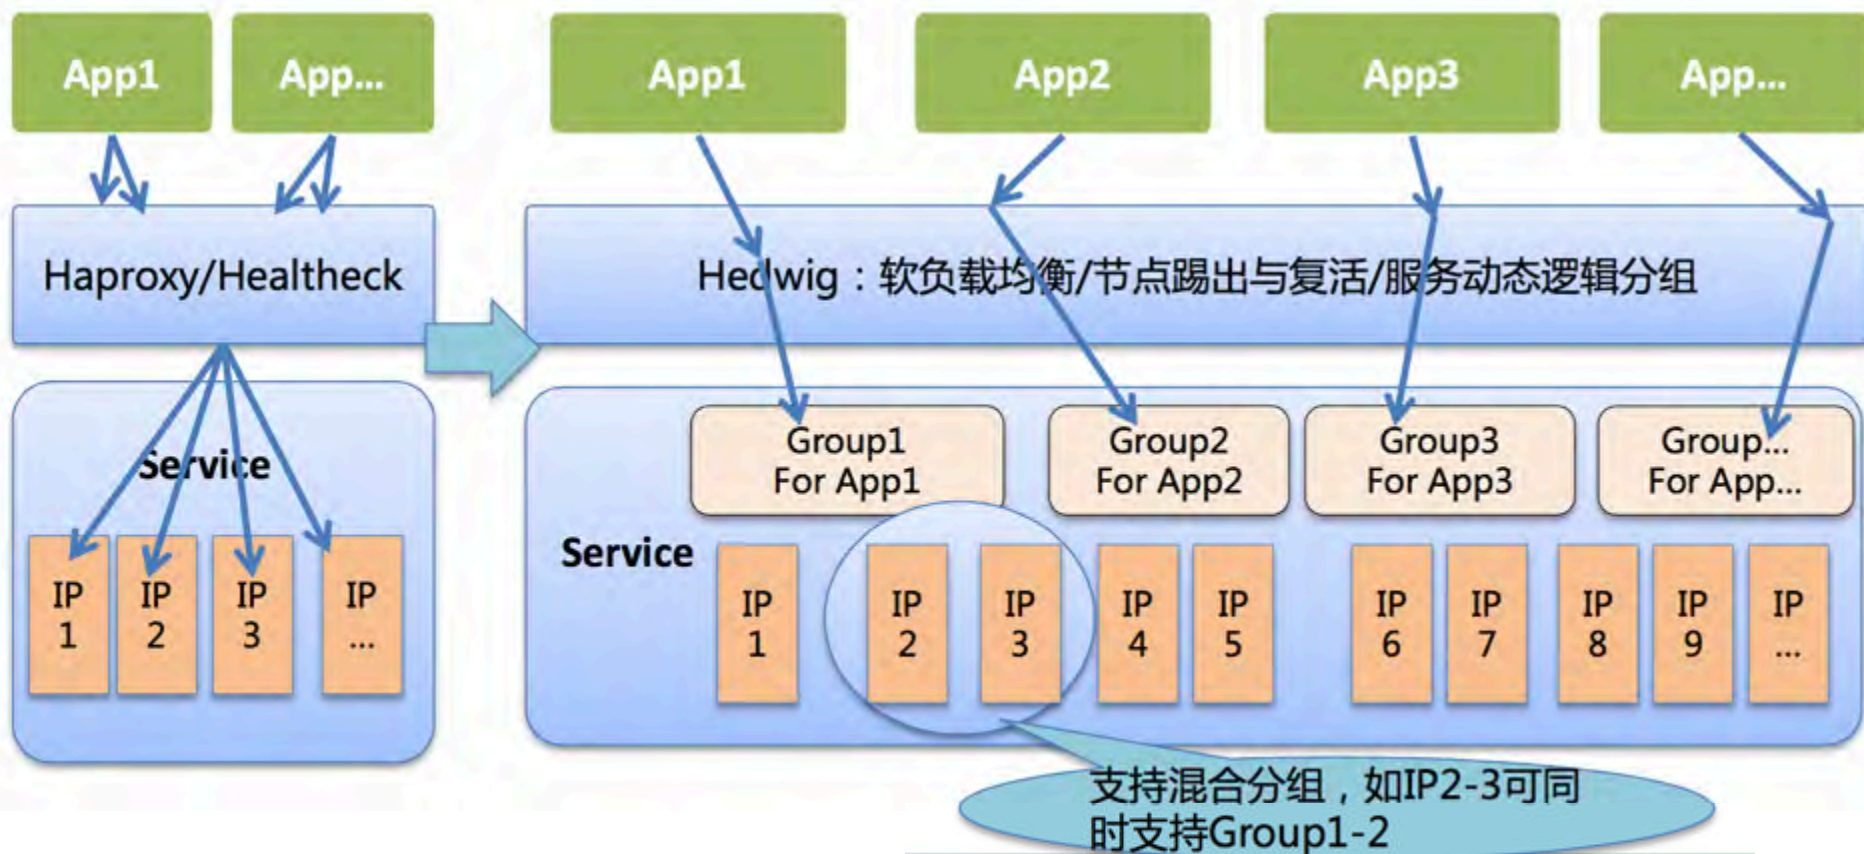 App1
App...
App1
App2
App3
App...
Haproxy/Healtheck
Hedwig：软负载均衡/节点踢出与复活/服务动态逻辑分组
Service
IP
1
IP
2
IP
3
IP
...
Group1
For App1
Group2
For App2
Group3
For App3
Group...
For App...
Service
IP
1
IP
2
IP
3
IP
4
IP
5
IP
6
IP
7
IP
8
IP
9
IP
...
支持混合分组，如IP2-3可同
时支持Group1-2